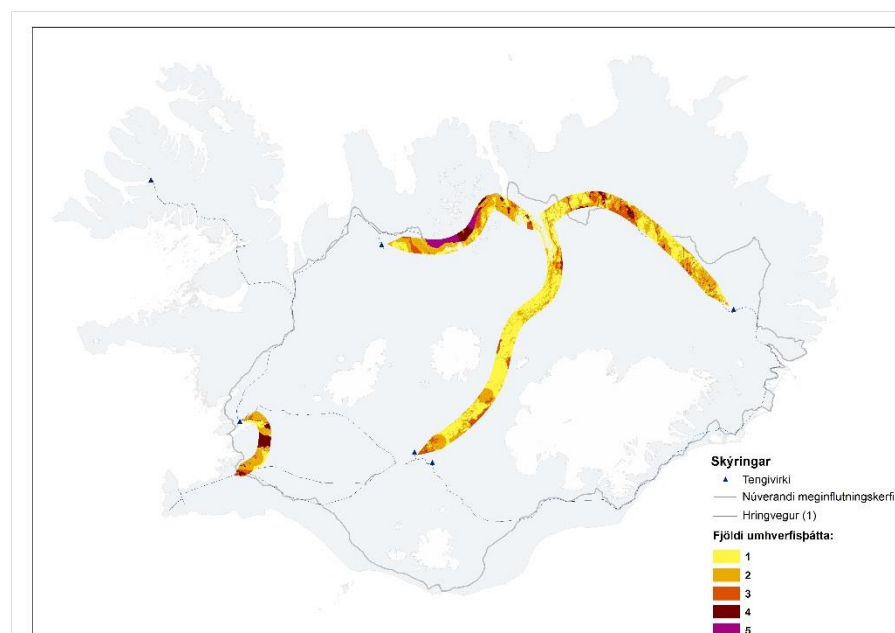 Skýringar
Tengivirki
Núverandi meginflutningskerfi
Hringvegur (1)
Fjöldi umhverfisþátta:
1
2
3
4
5